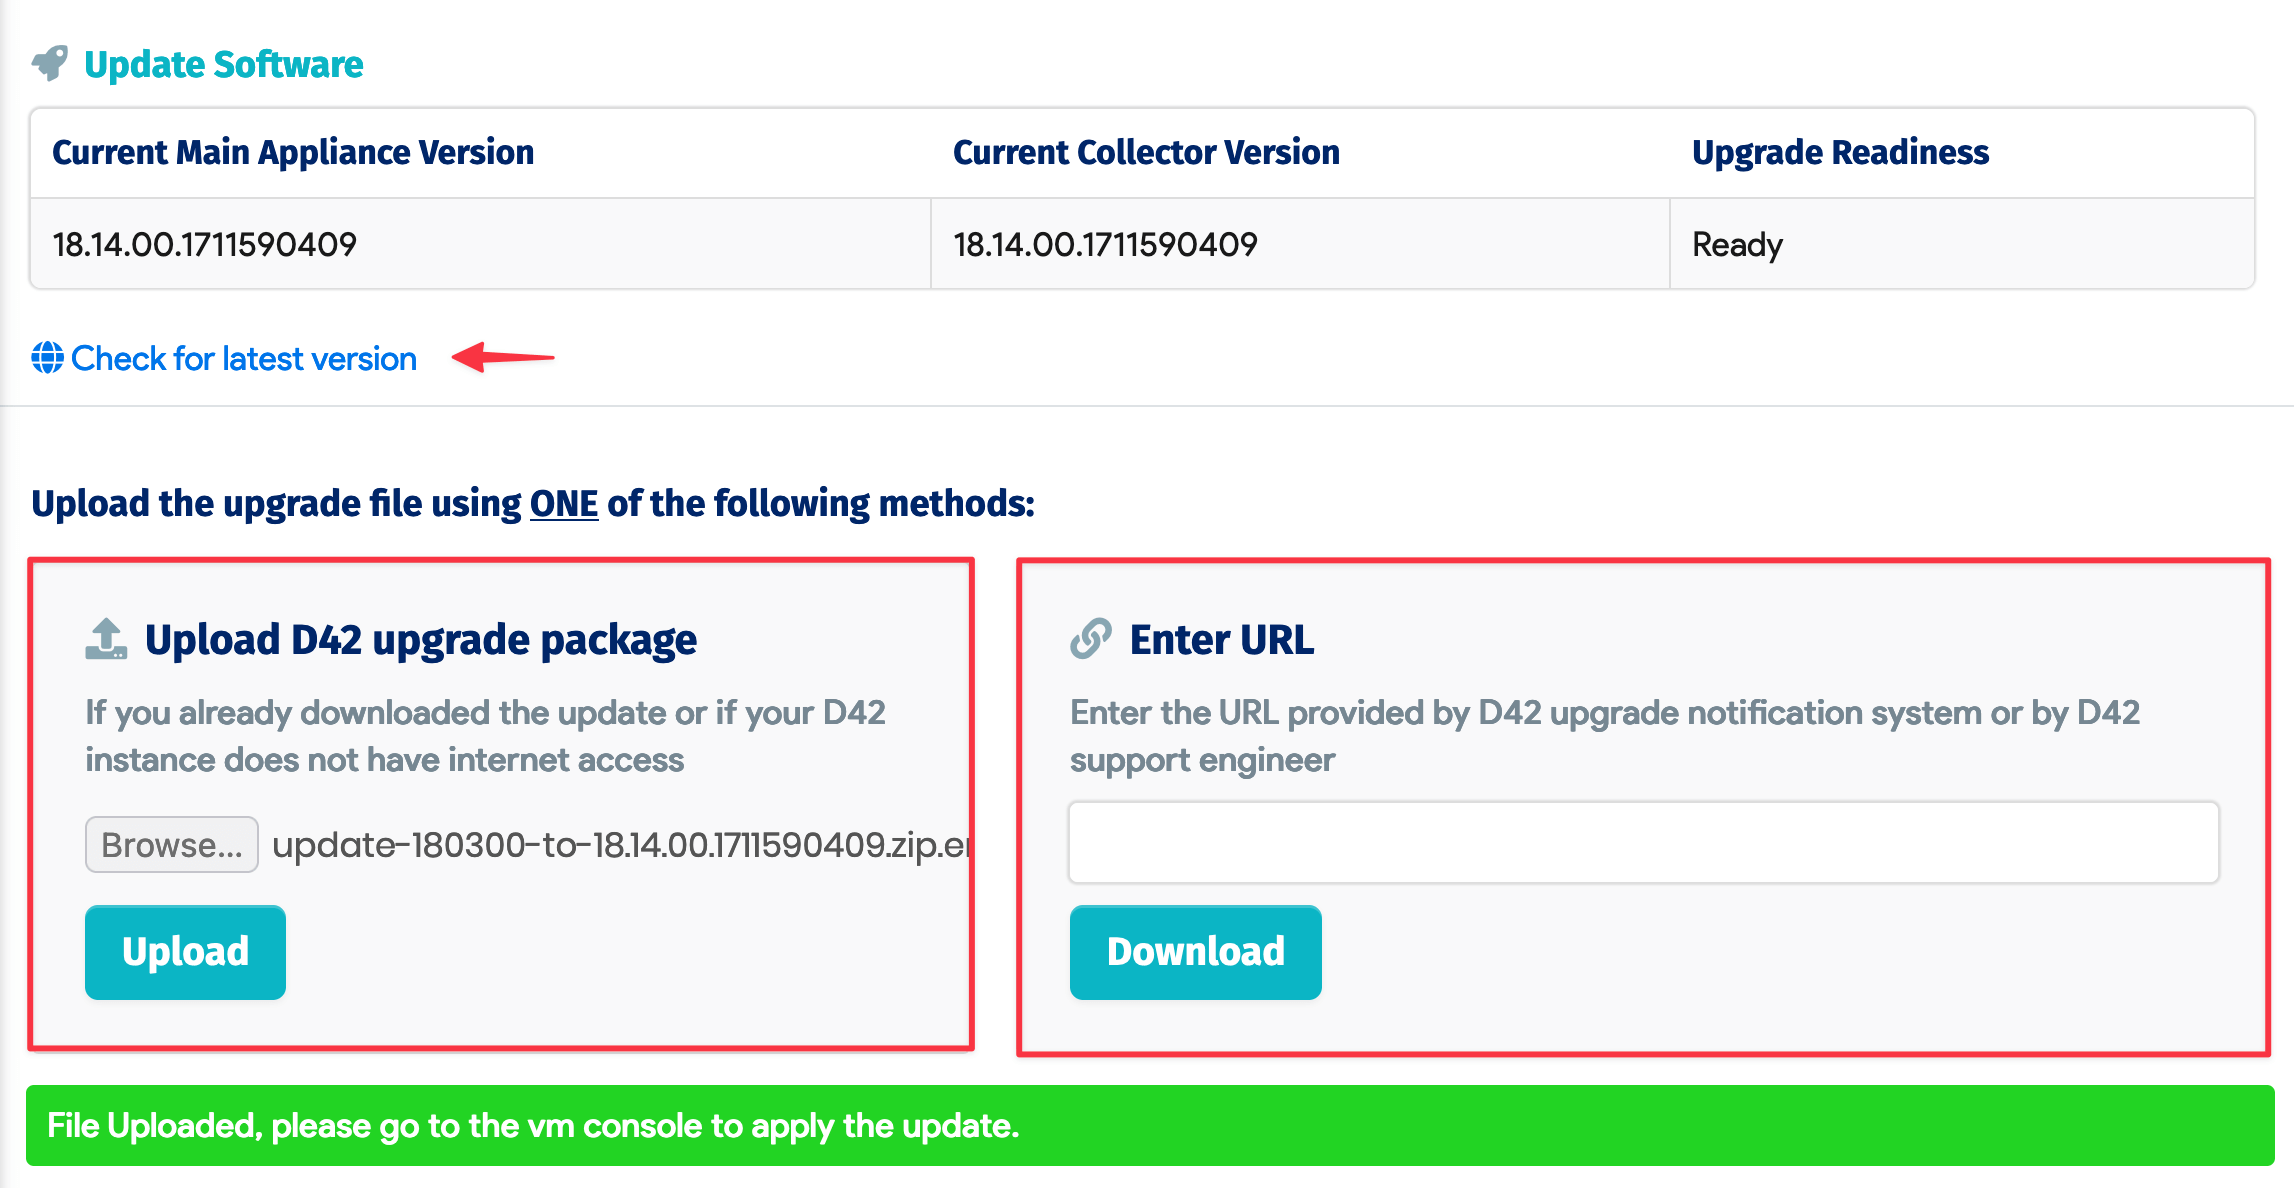 Update Software
Current Main Appliance Version Current Collector Version Upgrade Readiness
18.14.00.1711590409 18.14.00.1711590409 Ready
Check for latest version
Upload the upgrade file using ONE of the following methods:
Upload D42 upgrade package
If you already downloaded the update or if your D42
instance does not have internet access
Browse... update-180300-to-18.14.00.1711590409.zip.en
Upload
Enter URL
Enter the URL provided by D42 upgrade notification system or by D42
support engineer
Download
File Uploaded, please go to the vm console to apply the update.